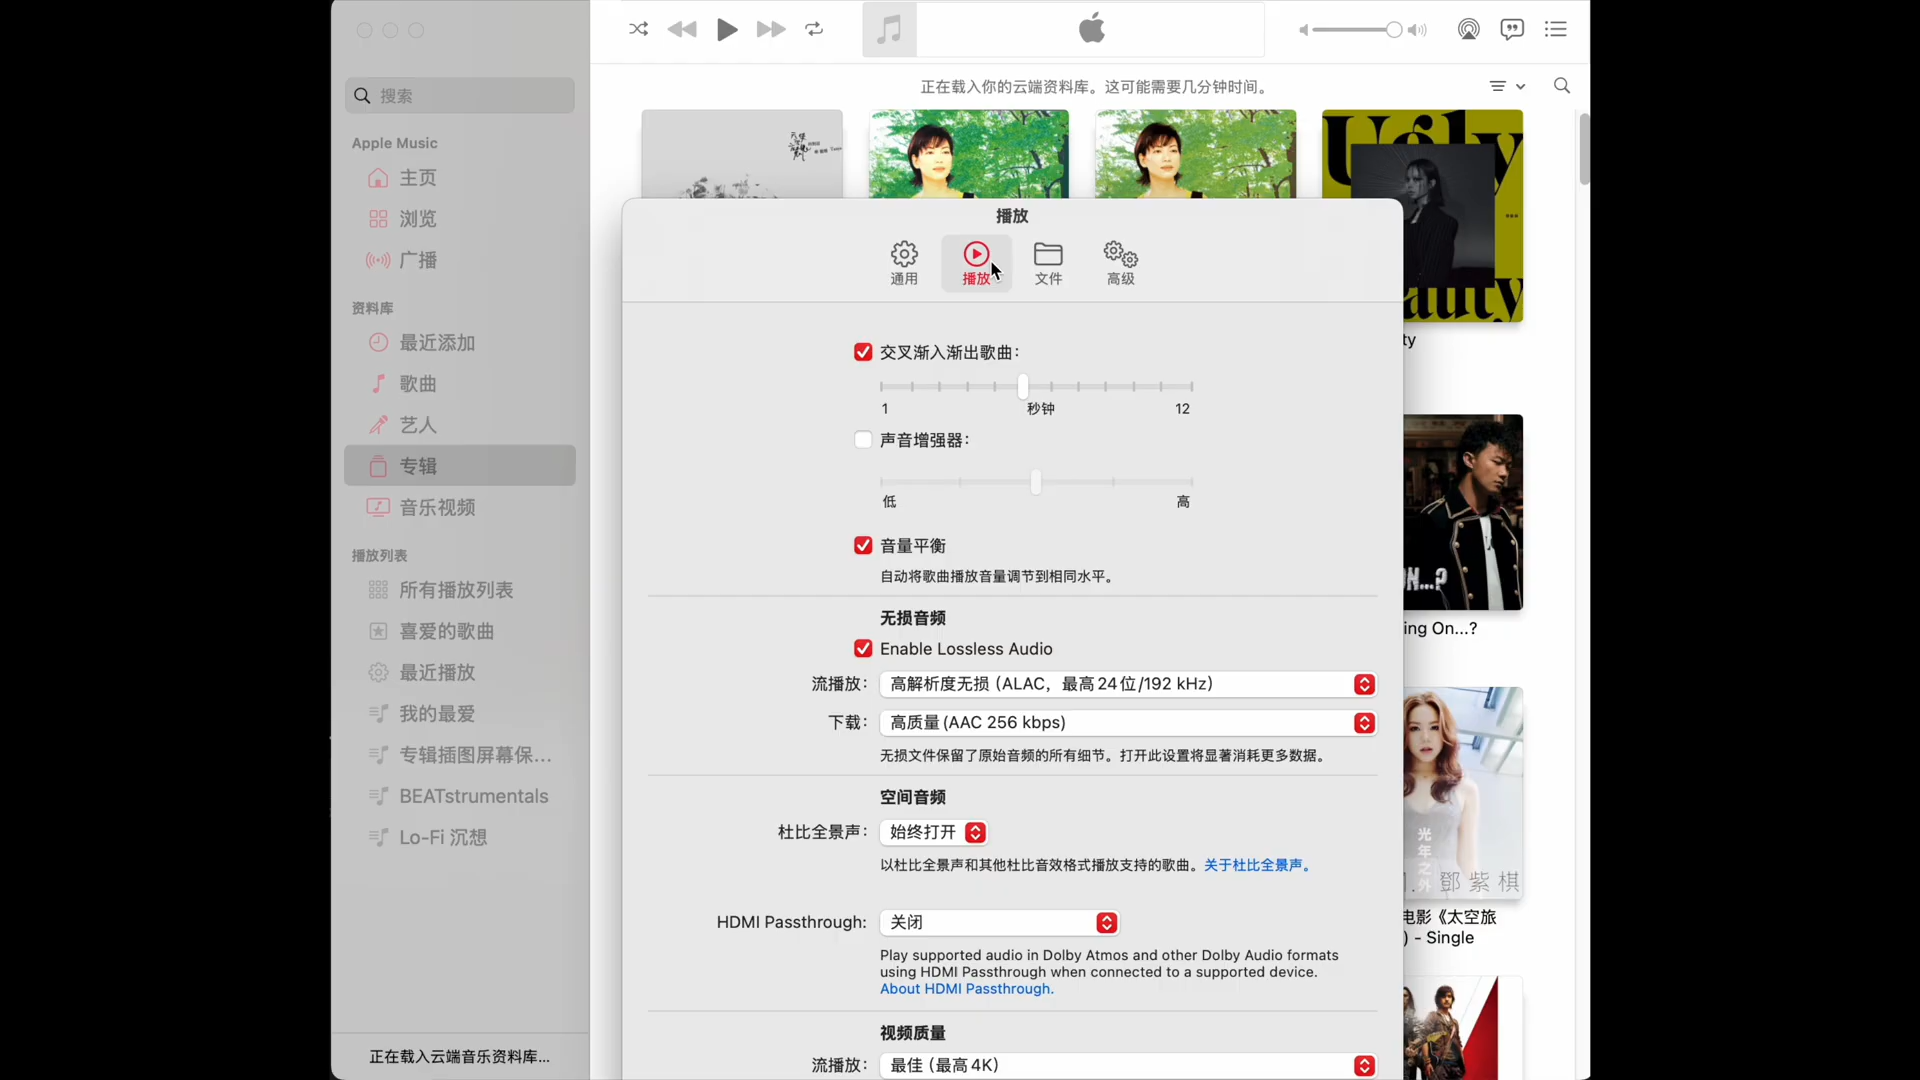 搜索
Apple Music
主页
浏览
广播
资料库
最近添加
歌曲
艺人
专辑
音乐视频
播放列表
所有播放列表
喜爱的歌曲
最近播放
我的最爱
专辑插图屏幕保...
BEATstrumentals
Lo-Fi 沉想
正在载入云端音乐资料库...
正在载入你的云端资料库。这可能需要几分钟时间。
播放
通用
播放
文件
高级
交叉渐入渐出歌曲：
1 秒钟 12
声音增强器：
低 高
音量平衡
自动将歌曲播放音量调节到相同水平。
无损音频
Enable Lossless Audio
流播放： 高解析度无损 (ALAC，最高 24 位/192 kHz)
下载： 高质量 (AAC 256 kbps)
无损文件保留了原始音频的所有细节。打开此设置将显著消耗更多数据。
空间音频
杜比全景声： 始终打开
以杜比全景声和其他杜比音效格式播放支持的歌曲。关于杜比全景声。
HDMI Passthrough: 关闭
Play supported audio in Dolby Atmos and other Dolby Audio formats
using HDMI Passthrough when connected to a supported device.
About HDMI Passthrough.
视频质量
流播放： 最佳 (最高 4K)
Ugly
eauty
ty
ON...?
ing On...?
光年之外
鄧紫棋
电影《太空旅
) - Single